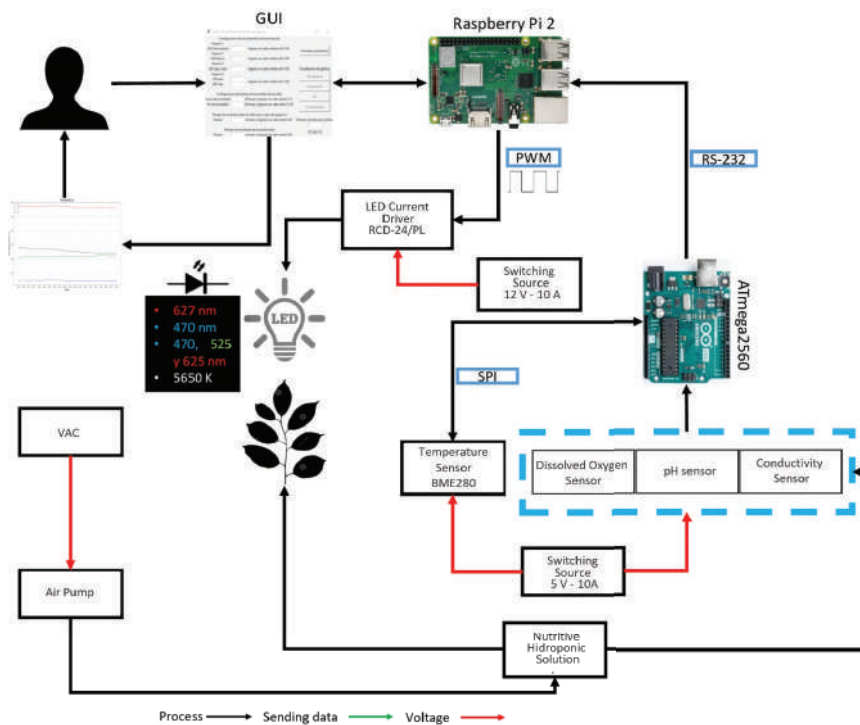 GUI
Raspberry Pi 2
PWM
RS-232
LED Current
Driver
RCD-24/PL
Switching
Source
12 V - 10 A
ATmega2560
• 627 nm
• 470 nm
• 470, 525
y 625 nm
• 5650 K
LED
SPI
VAC
Temperature
Sensor
BME280
Dissolved Oxygen
Sensor
pH sensor
Conductivity
Sensor
Switching
Source
5 V - 10A
Air Pump
Nutritive
Hidroponic
Solution
Process
Sending data
Voltage